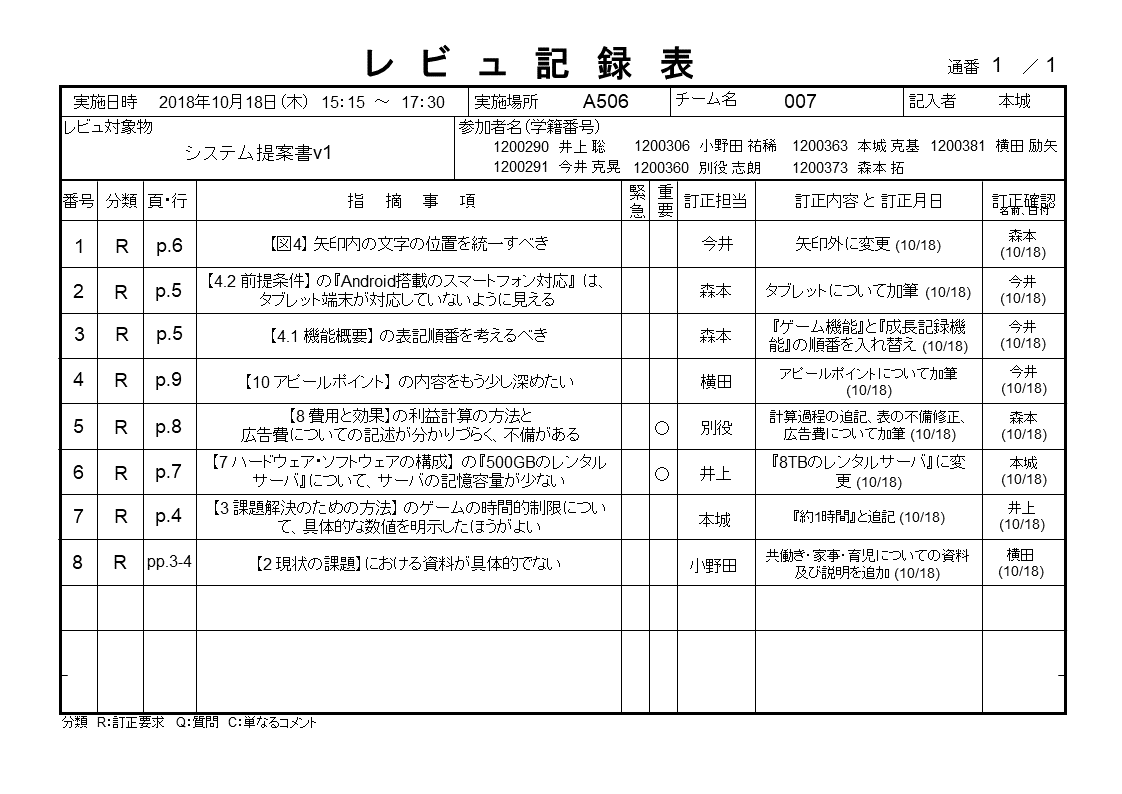 レビュ記録表
通番 1 ／ 1
実施日時 2018年10月18日(木) 15:15 ～ 17:30 実施場所 A506 チーム名 007 記入者 本城
レビュ対象物
システム提案書v1
参加者名(学籍番号)
1200290 井上 聡 1200306 小野田 祐稀 1200363 本城 克基 1200381 横田 励矢
1200291 今井 克晃 1200360 別役 志朗 1200373 森本 拓
番号 分類 頁・行 指摘事項 緊急 重要 訂正担当 訂正内容 と 訂正月日 訂正確認
名前、日付
1 R p.6 【図4】 矢印内の文字の位置を統一すべき 今井 矢印外に変更 (10/18) 森本
(10/18)
2 R p.5 【4.2 前提条件】 の『Android搭載のスマートフォン対応』 は、
タブレット端末が対応していないように見える
森本 タブレットについて加筆 (10/18) 今井
(10/18)
3 R p.5 【4.1 機能概要】 の表記順番を考えるべき 森本 『ゲーム機能』と『成長記録機
能』の順番を入れ替え (10/18)
今井
(10/18)
4 R p.9 【10 アピールポイント】 の内容をもう少し深めたい 横田 アピールポイントについて加筆
(10/18)
今井
(10/18)
5 R p.8 【8 費用と効果】の利益計算の方法と
広告費についての記述が分かりづらく、不備がある
○ 別役 計算過程の追記、表の不備修正、
広告費について加筆 (10/18)
森本
(10/18)
6 R p.7 【7 ハードウェア・ソフトウェアの構成】 の『500GBのレンタル
サーバ』について、サーバの記憶容量が少ない
○ 井上 『8TBのレンタルサーバ』に変
更 (10/18)
本城
(10/18)
7 R p.4 【3 課題解決のための方法】 のゲームの時間的制限につい
て、具体的な数値を明示したほうがよい
本城 『約1時間』と追記 (10/18) 井上
(10/18)
8 R pp.3-4 【2 現状の課題】における資料が具体的でない 小野田 共働き・家事・育児についての資料
及び説明を追加 (10/18)
横田
(10/18)
分類 R：訂正要求 Q：質問 C：単なるコメント